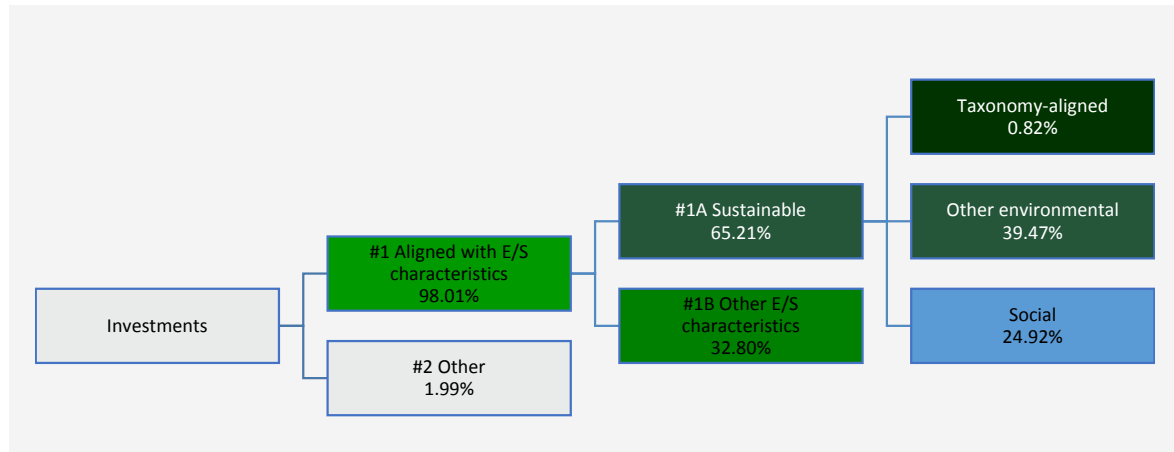 Investments
#1 Aligned with E/S
characteristics
98.01%
#2 Other
1.99%
#1A Sustainable
65.21%
#1B Other E/S
characteristics
32.80%
Taxonomy-aligned
0.82%
Other environmental
39.47%
Social
24.92%